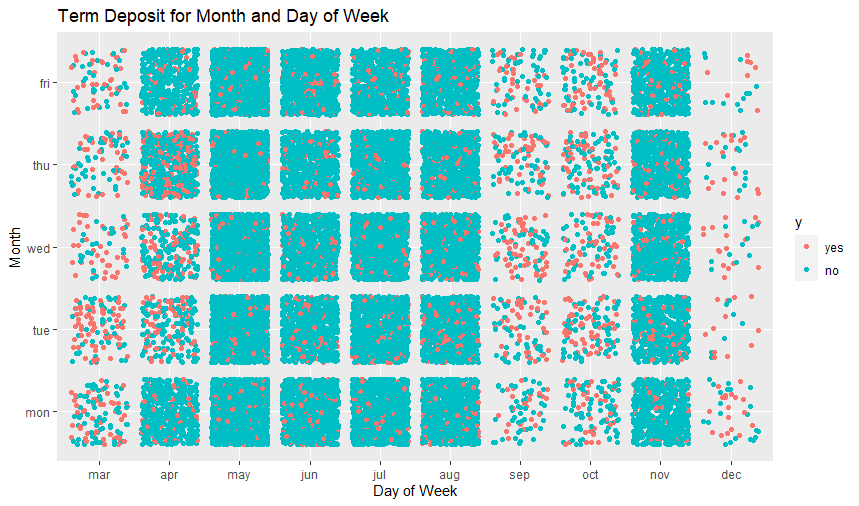 Term Deposit for Month and Day of Week
Month
fri
thu
wed
tue
mon
mar apr may jun jul aug sep oct nov dec
Day of Week
y
yes
no